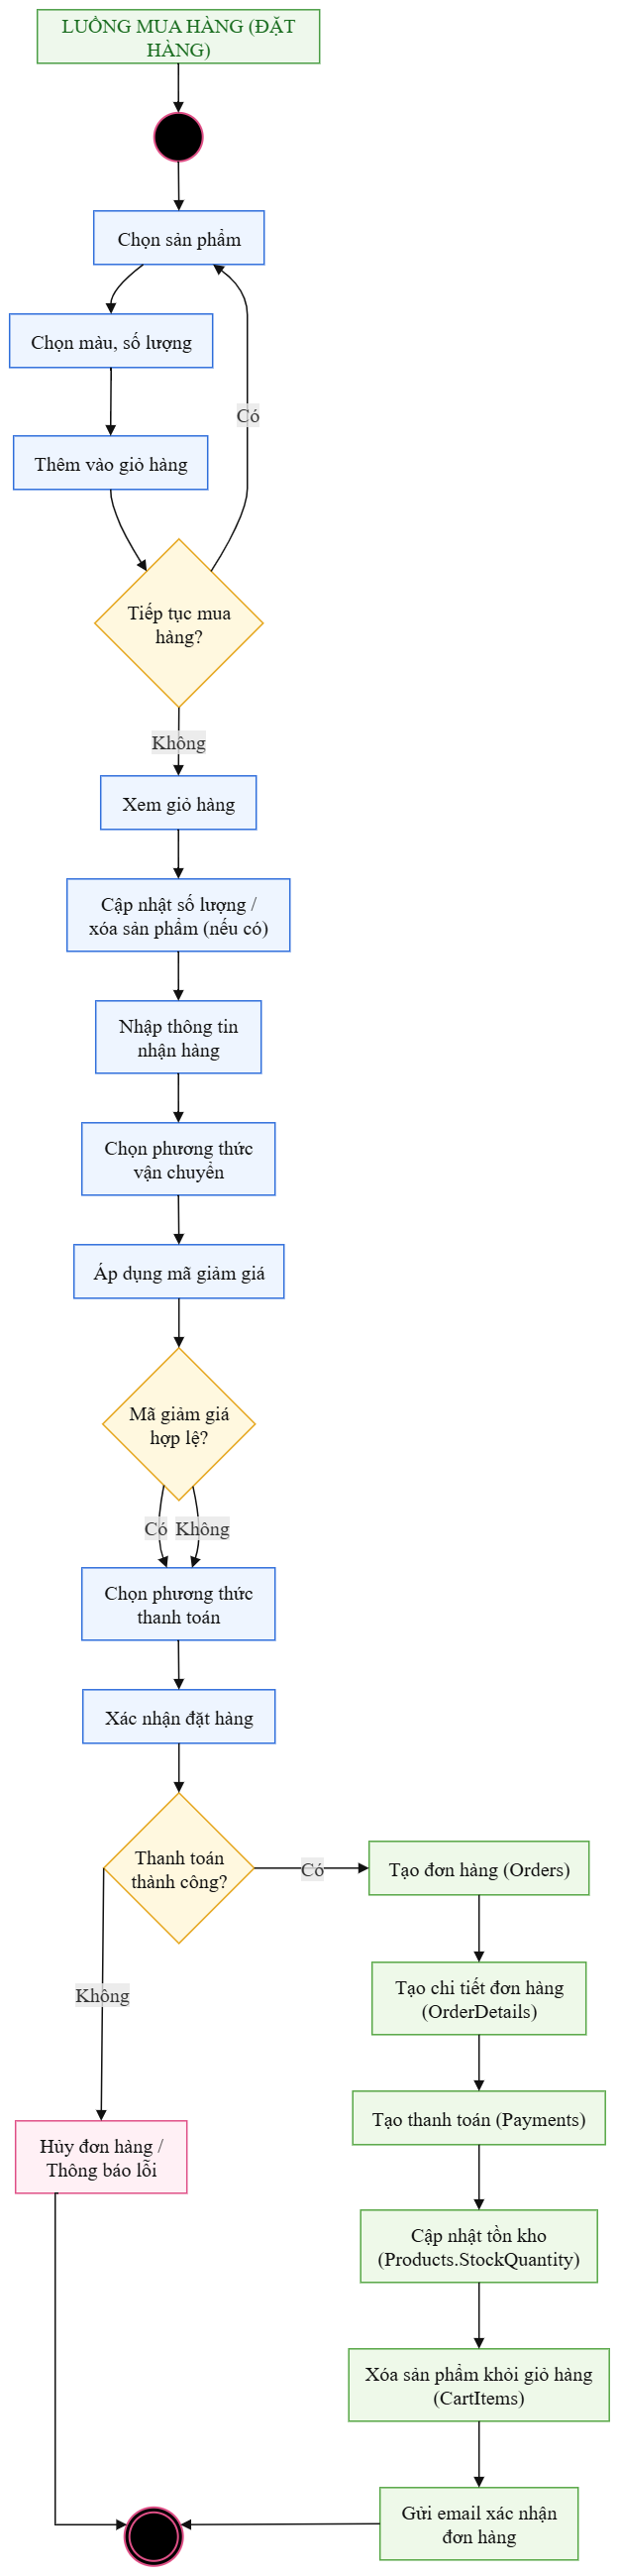 LUỒNG MUA HÀNG (ĐẶT
HÀNG)
Chọn sản phẩm
Chọn màu, số lượng
Có
Thêm vào giỏ hàng
Tiếp tục mua
hàng?
Không
Xem giỏ hàng
Cập nhật số lượng /
xóa sản phẩm (nếu có)
Nhập thông tin
nhận hàng
Chọn phương thức
vận chuyển
Áp dụng mã giảm giá
Mã giảm giá
hợp lệ?
Có
Không
Chọn phương thức
thanh toán
Xác nhận đặt hàng
Thanh toán
thành công?
Có
Tạo đơn hàng (Orders)
Tạo chi tiết đơn hàng
(OrderDetails)
Không
Tạo thanh toán (Payments)
Hủy đơn hàng /
Thông báo lỗi
Cập nhật tồn kho
(Products.StockQuantity)
Xóa sản phẩm khỏi giỏ hàng
(CartItems)
Gửi email xác nhận
đơn hàng